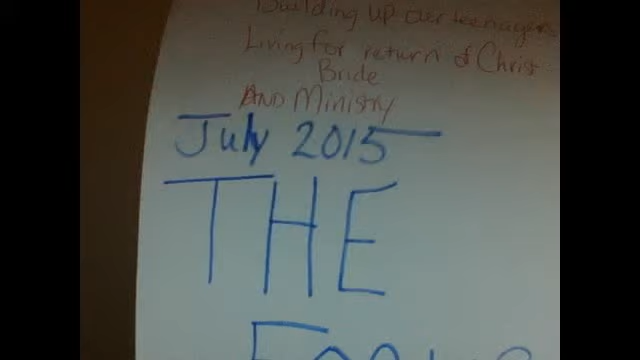 Building up our teenagers
Living for return of Christ
Bride
AND Ministry
July 2015
THE